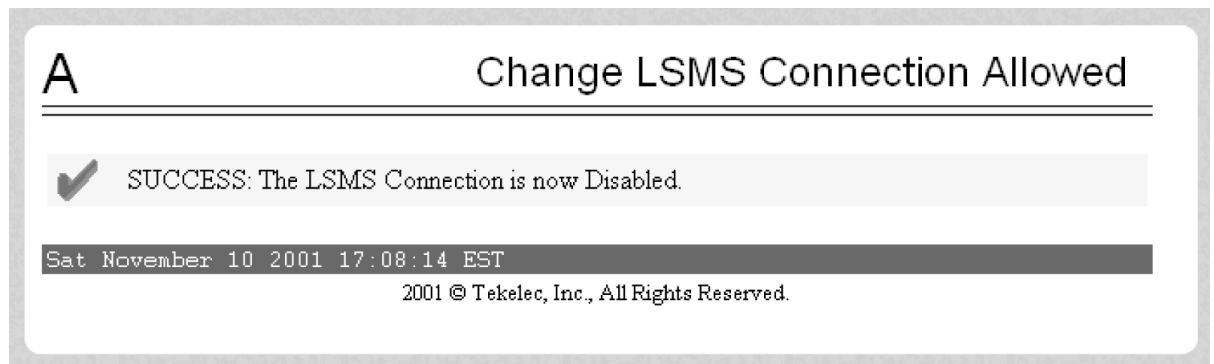 A
Change LSMS Connection Allowed
SUCCESS: The LSMS Connection is now Disabled.
Sat November 10 2001 17:08:14 EST
2001 © Tekelec, Inc., All Rights Reserved.